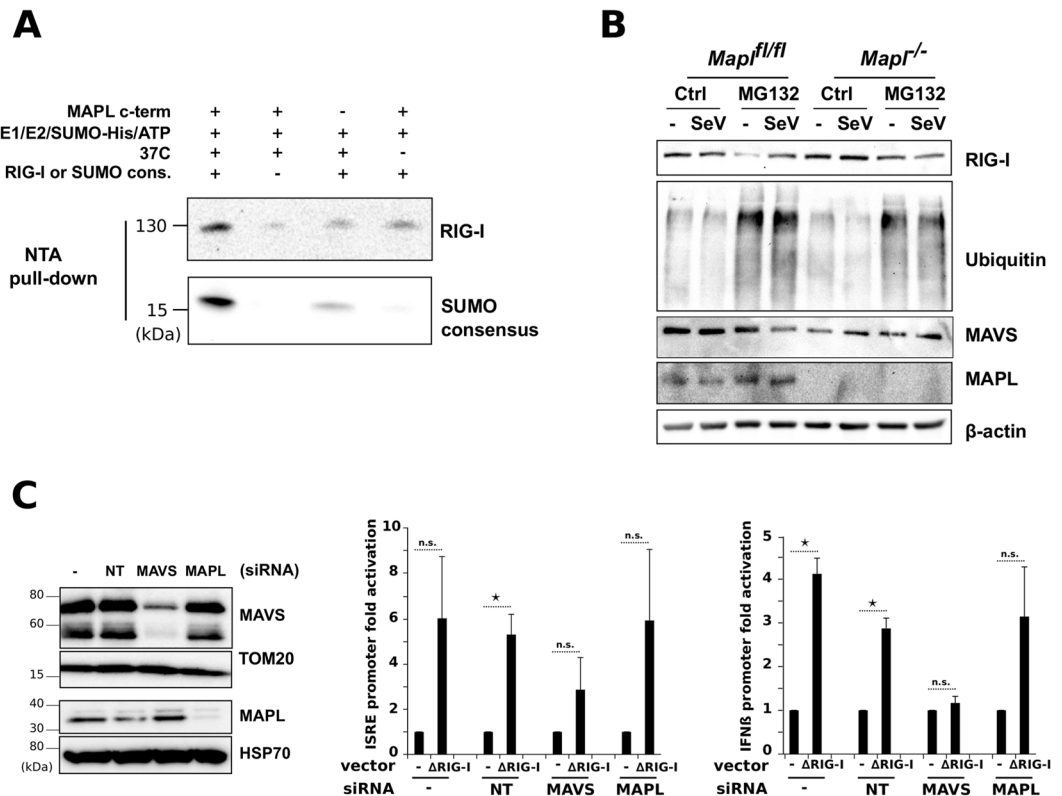 A
MAPL c-term + + - +
E1/E2/SUMO-His/ATP + + + +
37C + + + -
RIG-I or SUMO cons. + - + +
NTA
pull-down
130
RIG-I
15
(kDa)
SUMO
consensus
B
Mapl^fl/fl Mapl^-/-
Ctrl MG132 Ctrl MG132
- SeV - SeV - SeV - SeV
RIG-I
Ubiquitin
MAVS
MAPL
β-actin
C
- NT MAVS MAPL (siRNA)
80
60
MAVS
15
TOM20
40
30
MAPL
80
(kDa)
HSP70
ISRE promoter fold activation
10
8
6
4
2
0
n.s.
★
n.s.
n.s.
vector - ΔRIG-I - ΔRIG-I - ΔRIG-I - ΔRIG-I
siRNA - NT MAVS MAPL
IFNß promoter fold activation
5
4
3
2
1
0
★
★
n.s.
n.s.
vector - ΔRIG-I - ΔRIG-I - ΔRIG-I - ΔRIG-I
siRNA - NT MAVS MAPL